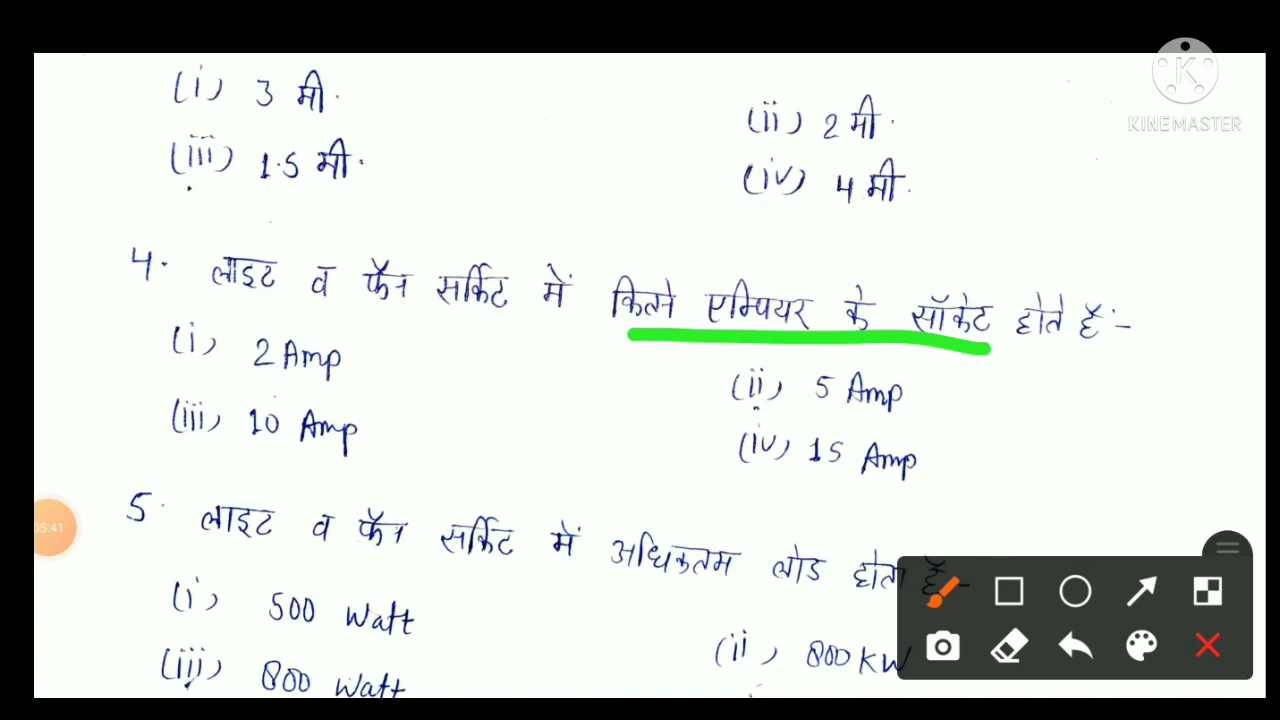 (i) 3 मी.
(ii) 2 मी.
(iii) 1.5 मी.
(iv) 4 मी.
4. लाइट व फैन सर्किट में कितने एम्पियर के सॉकेट होते हैं:-
(i) 2 Amp
(ii) 5 Amp
(iii) 10 Amp
(iv) 15 Amp
5. लाइट व फैन सर्किट में अधिकतम लोड होता है-
(i) 500 Watt
(ii) 800 KW
(iii) 800 Watt
05:41
KINEMASTER